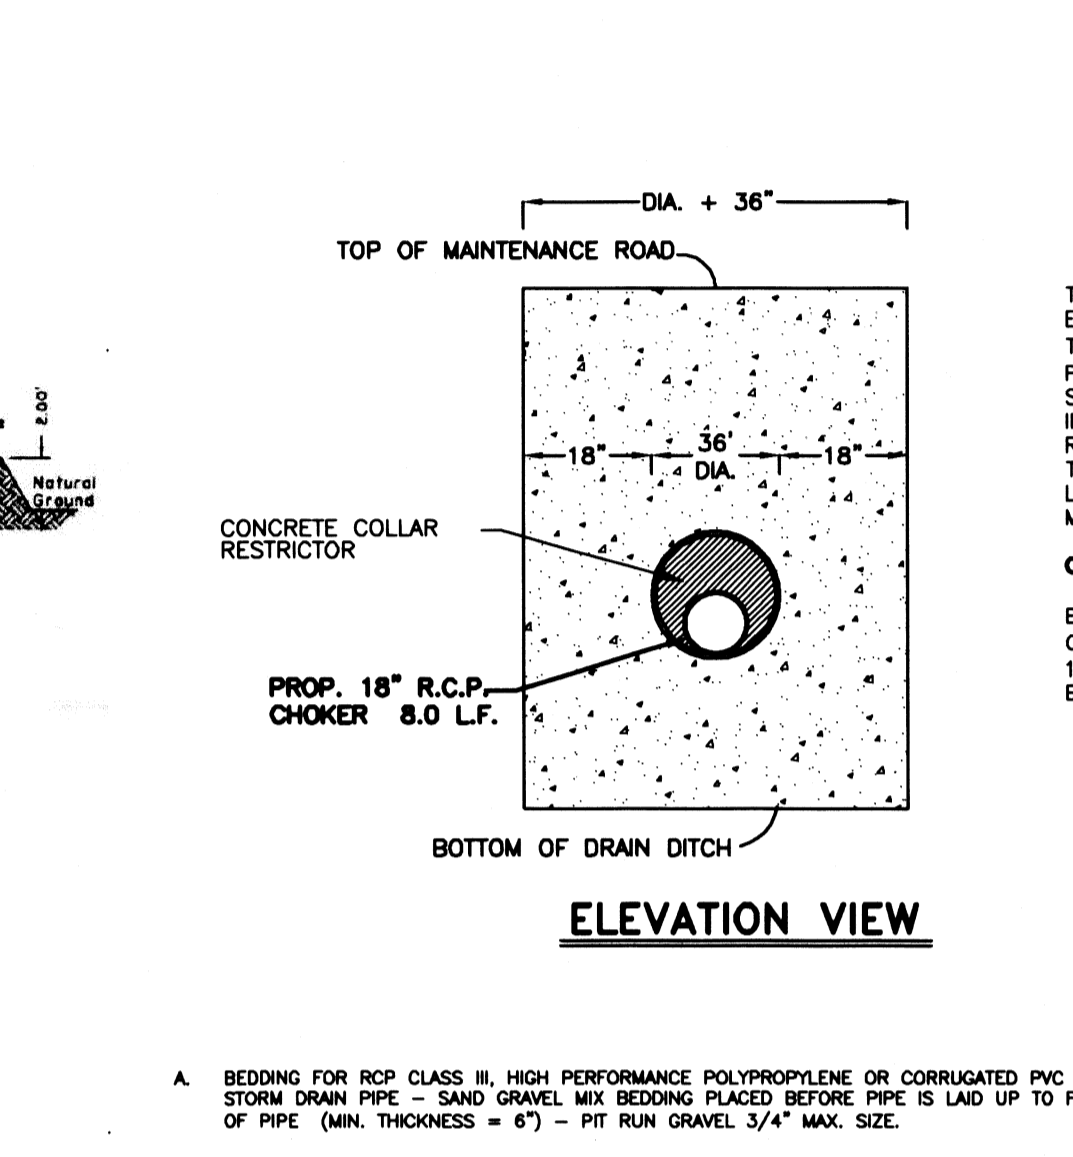 DIA. + 36"
TOP OF MAINTENANCE ROAD
2.00'
Natural
Ground
18"
36'
DIA.
18"
CONCRETE COLLAR
RESTRICTOR
PROP. 18" R.C.P.
CHOKER 8.0 L.F.
BOTTOM OF DRAIN DITCH
ELEVATION VIEW
A. BEDDING FOR RCP CLASS III, HIGH PERFORMANCE POLYPROPYLENE OR CORRUGATED PVC
STORM DRAIN PIPE – SAND GRAVEL MIX BEDDING PLACED BEFORE PIPE IS LAID UP TO
OF PIPE (MIN. THICKNESS = 6") – PIT RUN GRAVEL 3/4" MAX. SIZE.